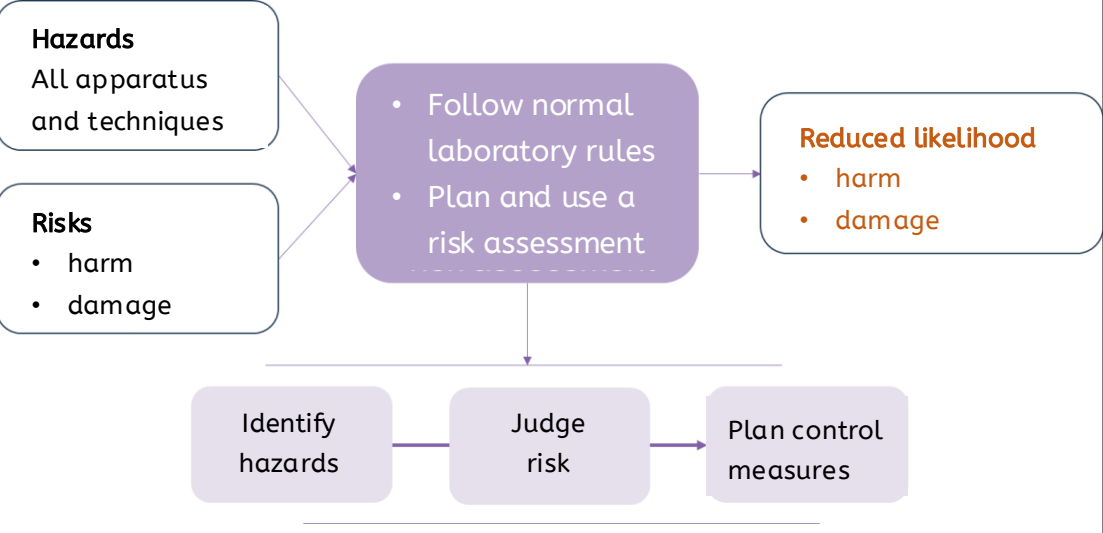 Hazards
All apparatus
and techniques
Risks
• harm
• damage
• Follow normal
laboratory rules
• Plan and use a
risk assessment
Reduced likelihood
• harm
• damage
Identify
hazards
Judge
risk
Plan control
measures